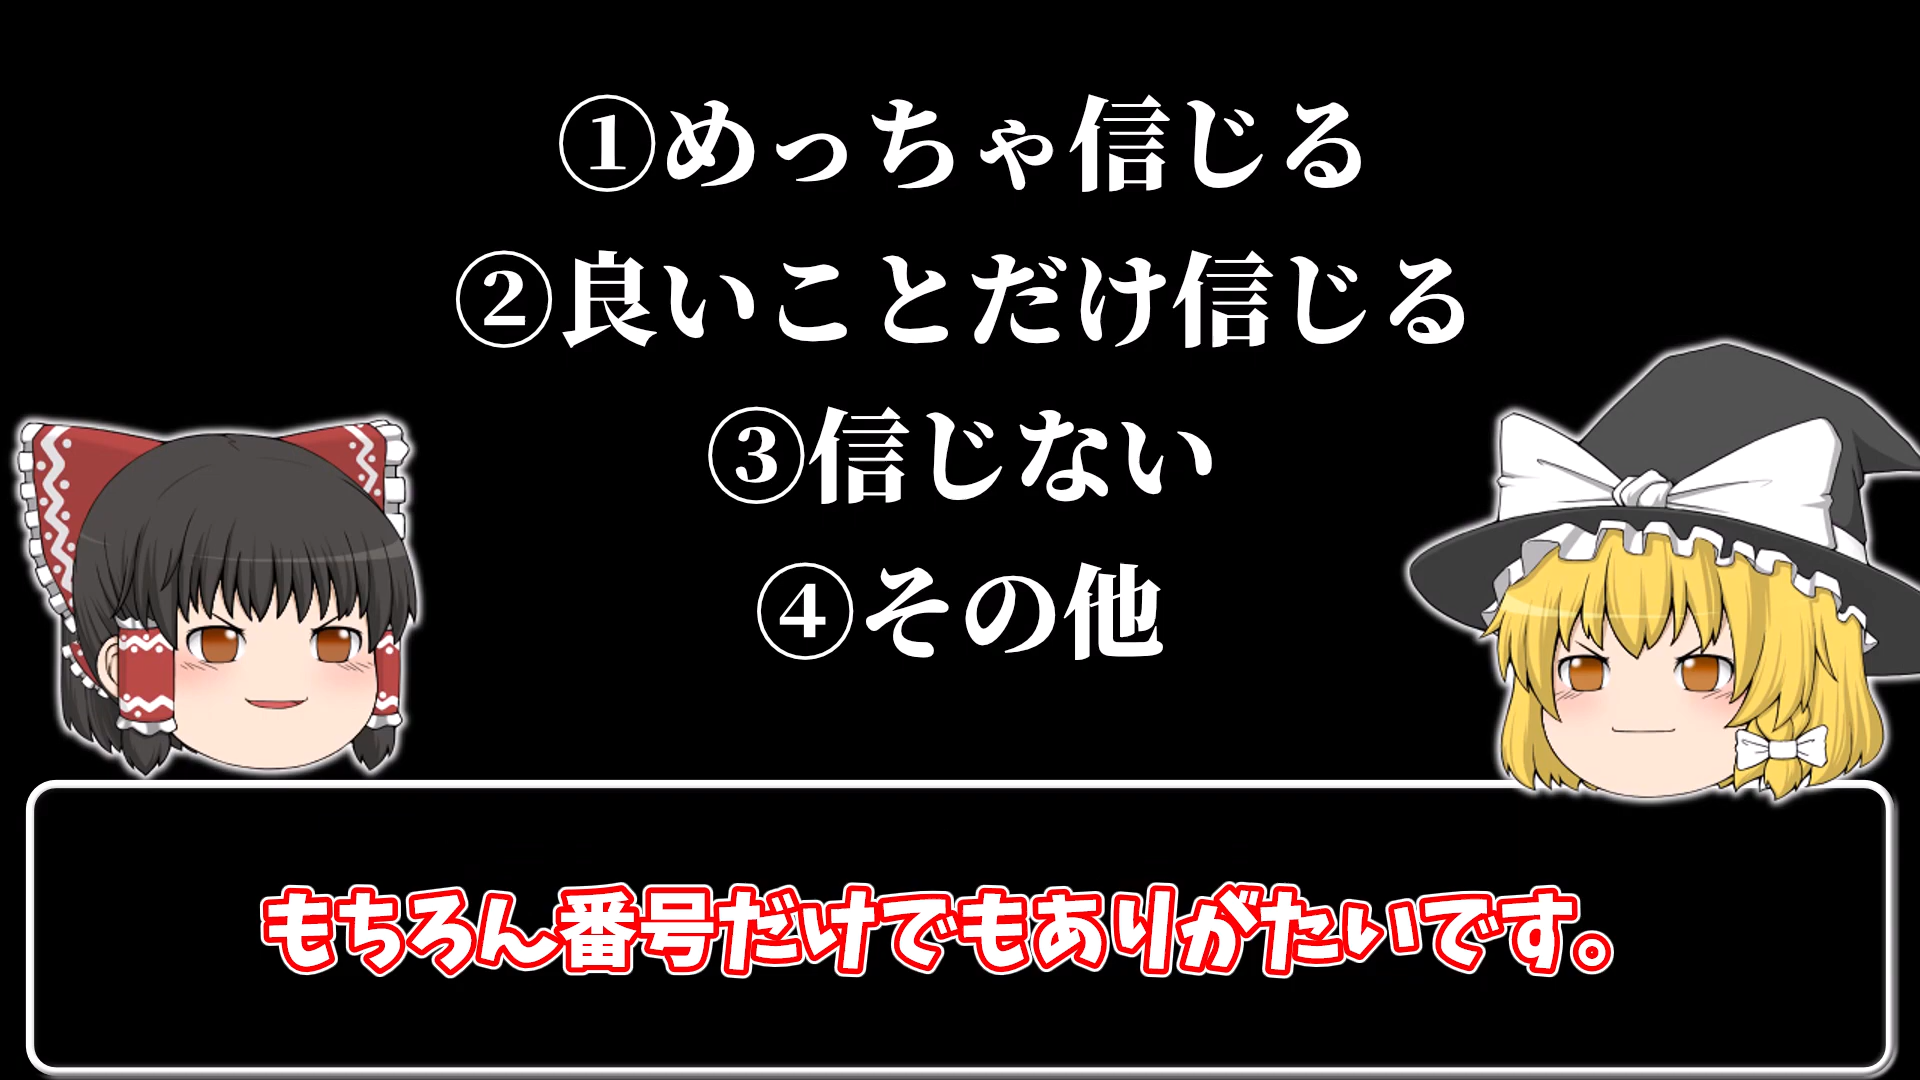 ①めっちゃ信じる
②良いことだけ信じる
③信じない
④その他
もちろん番号だけでもありがたいです。